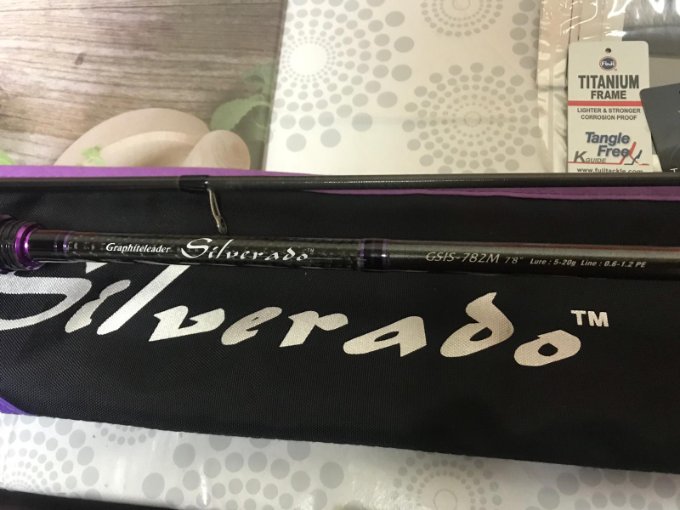 Fuji
TITANIUM
FRAME
LIGHTER & STRONGER
CORROSION PROOF
Tangle
Free
K GUIDE
www.fujitackle.com
T
Graphiteleader Silverado™ GSIS-782M 7'8" Lure : 5-20g Line : 0.6-1.2 PE
Silverado™